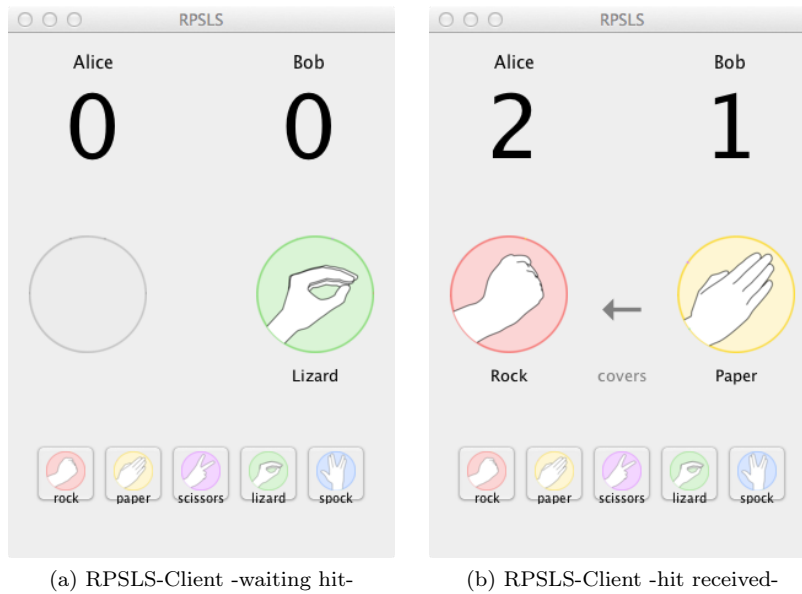 RPSLS
Alice Bob
0 0
Lizard
rock paper scissors lizard spock
(a) RPSLS-Client -waiting hit-
RPSLS
Alice Bob
2 1
Rock covers Paper
rock paper scissors lizard spock
(b) RPSLS-Client -hit received-